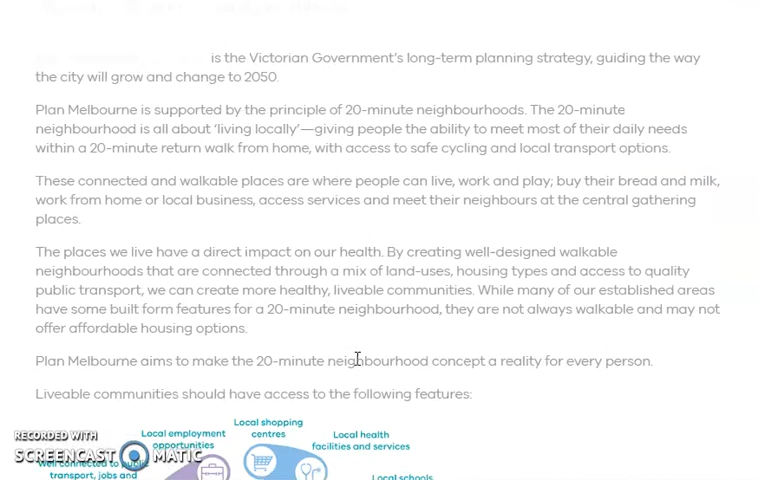 is the Victorian Government's long-term planning strategy, guiding the way
the city will grow and change to 2050.
Plan Melbourne is supported by the principle of 20-minute neighbourhoods. The 20-minute
neighbourhood is all about 'living locally'—giving people the ability to meet most of their daily needs
within a 20-minute return walk from home, with access to safe cycling and local transport options.
These connected and walkable places are where people can live, work and play; buy their bread and milk,
work from home or local business, access services and meet their neighbours at the central gathering
places.
The places we live have a direct impact on our health. By creating well-designed walkable
neighbourhoods that are connected through a mix of land-uses, housing types and access to quality
public transport, we can create more healthy, liveable communities. While many of our established areas
have some built form features for a 20-minute neighbourhood, they are not always walkable and may not
offer affordable housing options.
Plan Melbourne aims to make the 20-minute neighbourhood concept a reality for every person.
Liveable communities should have access to the following features:
Local shopping
centres
Local employment
opportunities
Local health
facilities and services
Well connected to public
transport, jobs and
Local schools
RECORDED WITH
SCREENCAST MATIC